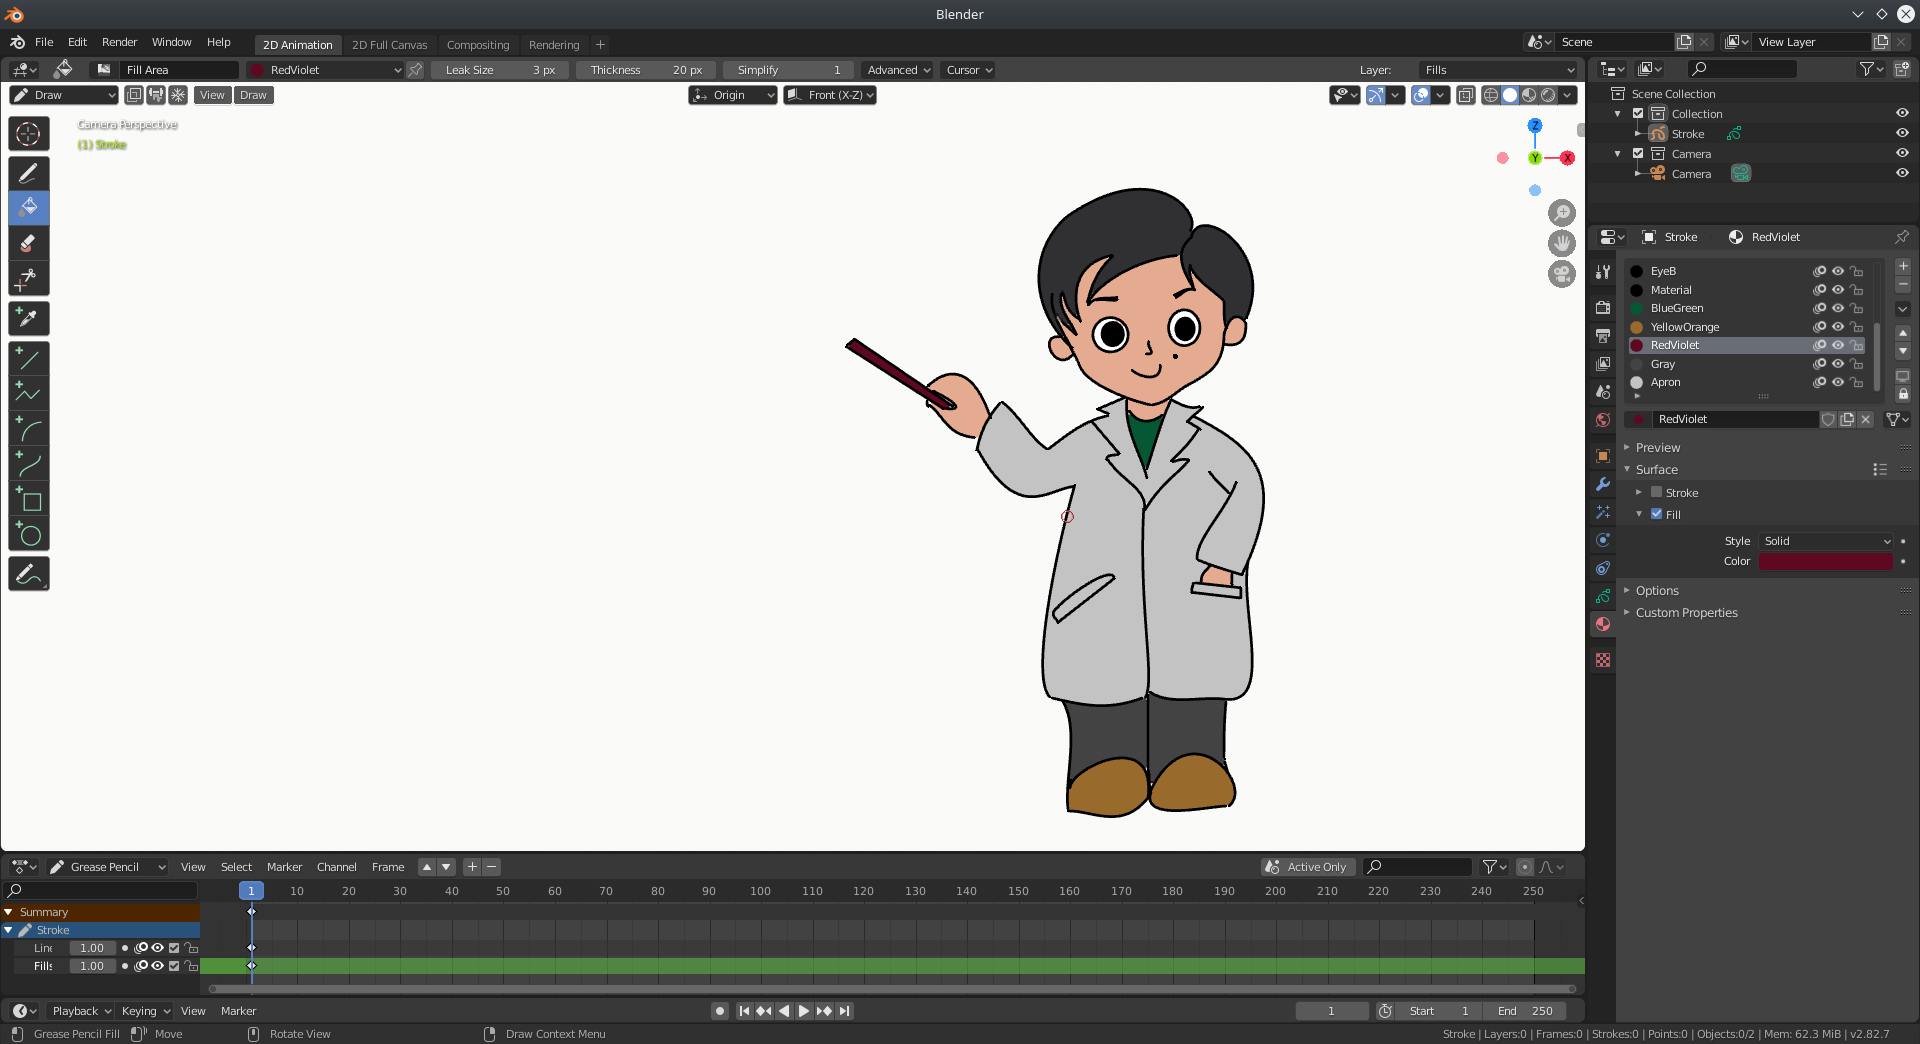 Blender
File Edit Render Window Help 2D Animation 2D Full Canvas Compositing Rendering + Scene View Layer
Fill Area RedViolet Leak Size 3 px Thickness 20 px Simplify 1 Advanced Cursor Layer: Fills
Draw View Draw Origin Front (X-Z)
Camera Perspective
(1) Stroke
Z
Y
X
Scene Collection
Collection
Stroke
Camera
Camera
Stroke RedViolet
EyeB
Material
BlueGreen
YellowOrange
RedViolet
Gray
Apron
RedViolet
Preview
Surface
Stroke
Fill
Style Solid
Color
Options
Custom Properties
Grease Pencil View Select Marker Channel Frame Active Only
1 10 20 30 40 50 60 70 80 90 100 110 120 130 140 150 160 170 180 190 200 210 220 230 240 250
Summary
Stroke
Line 1.00
Fills 1.00
Playback Keying View Marker 1 Start 1 End 250
Grease Pencil Fill Move Rotate View Draw Context Menu Stroke | Layers:0 | Frames:0 | Strokes:0 | Points:0 | Objects:0/2 | Mem: 62.3 MiB | v2.82.7